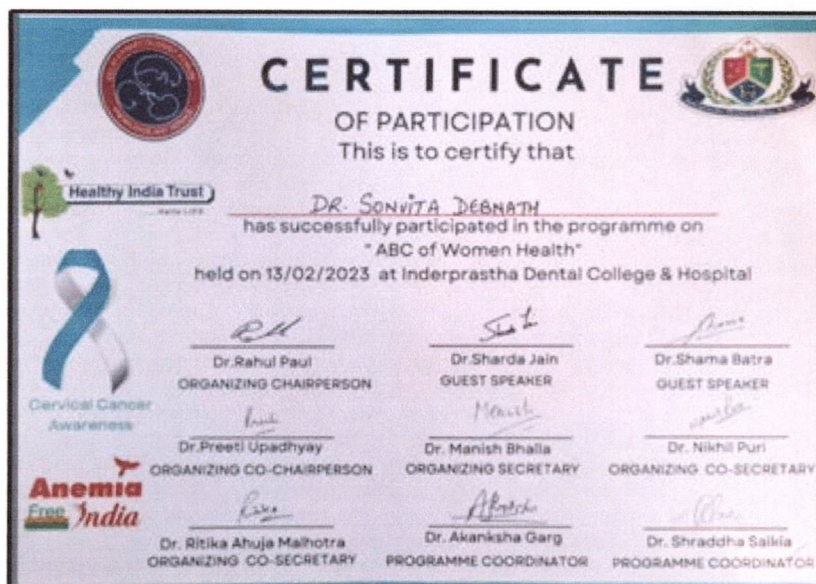 CERTIFICATE
OF PARTICIPATION
This is to certify that
Healthy India Trust
DR. SONVITA DEBNATH
has successfully participated in the programme on
" ABC of Women Health"
held on 13/02/2023 at Inderprastha Dental College & Hospital
Dr.Rahul Paul
ORGANIZING CHAIRPERSON
Dr.Sharda Jain
GUEST SPEAKER
Dr.Shama Batra
GUEST SPEAKER
Cervical Cancer
Awareness
Dr.Preeti Upadhyay
ORGANIZING CO-CHAIRPERSON
Manish
Dr. Manish Bhalla
ORGANIZING SECRETARY
Dr. Nikhil Puri
ORGANIZING CO-SECRETARY
Anemia
Free India
Dr. Ritika Ahuja Malhotra
ORGANIZING CO-SECRETARY
Dr. Akanksha Garg
PROGRAMME COORDINATOR
Dr. Shraddha Saikia
PROGRAMME COORDINATOR